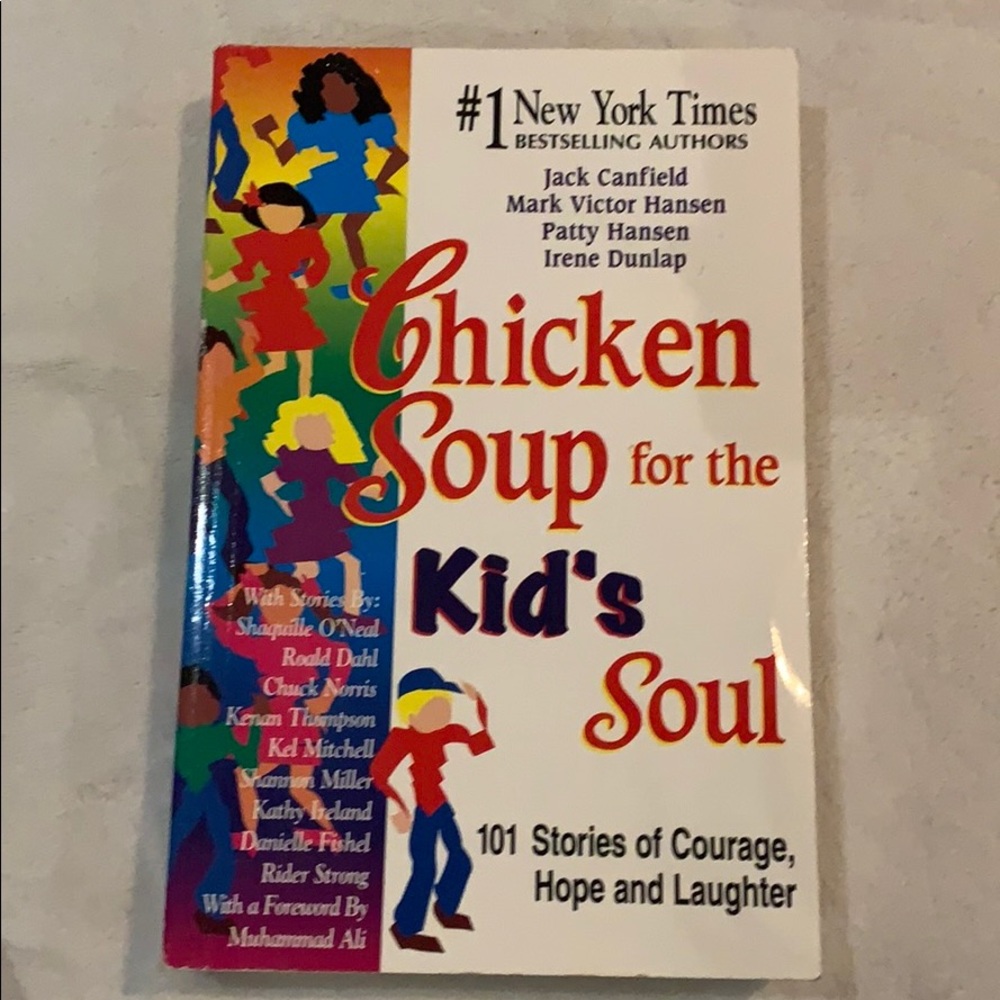 #1 New York Times
BESTSELLING AUTHORS
Jack Canfield
Mark Victor Hansen
Patty Hansen
Irene Dunlap
Chicken
Soup for the
Kid's
Soul
With Stories By:
Shaquille O'Neal
Roald Dahl
Chuck Norris
Kenan Thompson
Kel Mitchell
Shannon Miller
Kathy Ireland
Danielle Fishel
Rider Strong
With a Foreword By
Muhammad Ali
101 Stories of Courage,
Hope and Laughter